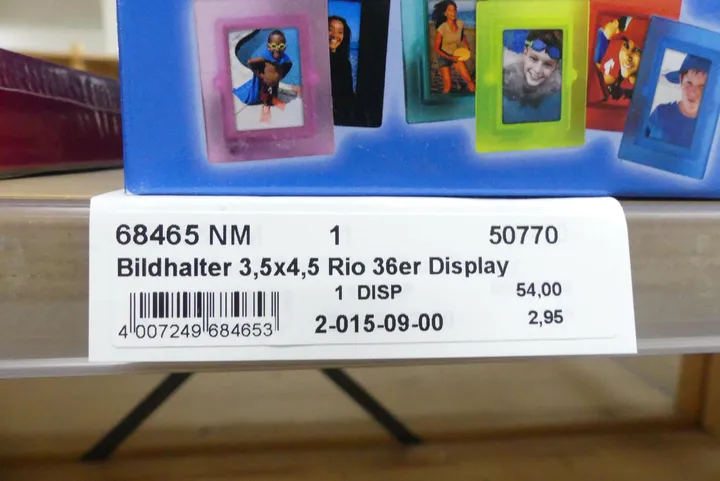 68465 NM 1 50770
Bildhalter 3,5x4,5 Rio 36er Display
1 DISP 54,00
4 007249 684653 2-015-09-00 2,95